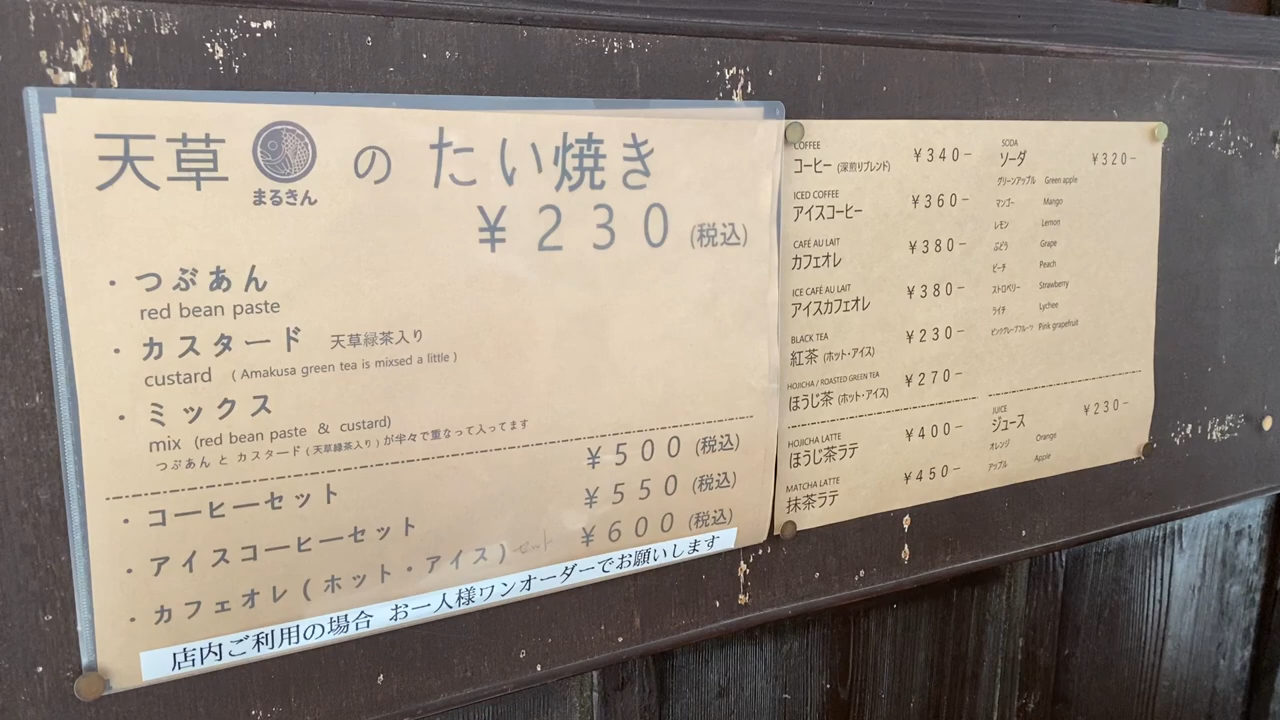 天草 まるきん の たい焼き
￥230 (税込)
・つぶあん
red bean paste
・カスタード 天草緑茶入り
custard ( Amakusa green tea is mixsed a little )
・ミックス
mix (red bean paste & custard)
つぶあん と カスタード ( 天草緑茶入り ) が半々で重なって入ってます
・コーヒーセット ￥500 (税込)
・アイスコーヒーセット ￥550 (税込)
・カフェオレ(ホット・アイス)セット ￥600 (税込)
店内ご利用の場合 お一人様ワンオーダーでお願いします
COFFEE
コーヒー (深煎りブレンド) ￥340－
ICED COFFEE
アイスコーヒー ￥360－
CAFÉ AU LAIT
カフェオレ ￥380－
ICE CAFÉ AU LAIT
アイスカフェオレ ￥380－
BLACK TEA
紅茶 (ホット・アイス) ￥230－
HOJICHA / ROASTED GREEN TEA
ほうじ茶 (ホット・アイス) ￥270－
HOJICHA LATTE
ほうじ茶ラテ ￥400－
MATCHA LATTE
抹茶ラテ ￥450－
SODA
ソーダ ￥320－
グリーンアップル Green apple
マンゴー Mango
レモン Lemon
ぶどう Grape
ピーチ Peach
ストロベリー Strawberry
ライチ Lychee
ピンクグレープフルーツ Pink grapefruit
JUICE
ジュース ￥230－
オレンジ Orange
アップル Apple